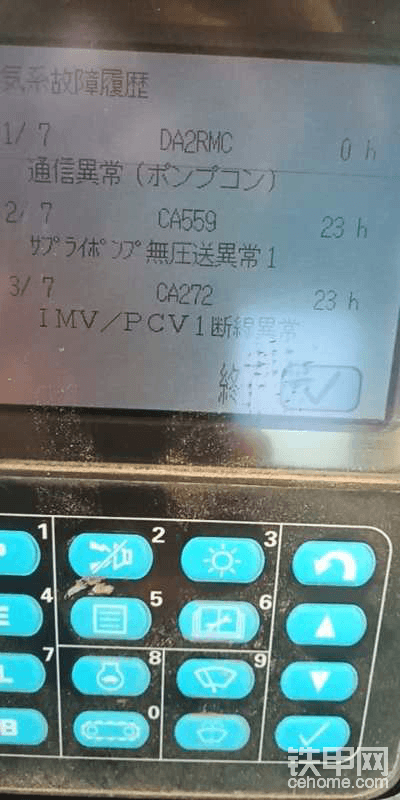 気系故障履歴
1/ 7 DA2RMC 0 h
通信異常 (ポンプコン)
2/ 7 CA559 23 h
ｻﾌﾟﾗｲﾎﾟﾝﾌﾟ無圧送異常1
3/ 7 CA272 23 h
IMV/PCV1断線異常
終
1 2 3
4 5 6
L 7 8 9
B 0
铁甲网
cehome.com